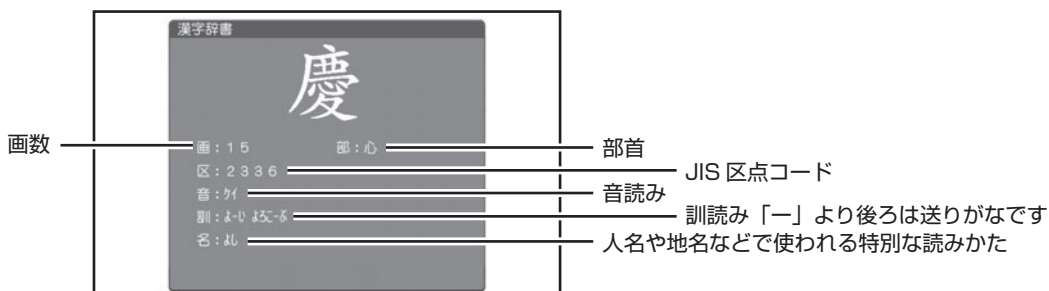 漢字辞書
慶
画数
画：１５ 部：心
部首
区：２３３６
JIS 区点コード
音：ｹｲ
音読み
訓：よ-い よろこ-ぶ
訓読み「ー」より後ろは送りがなです
名：よし
人名や地名などで使われる特別な読みかた